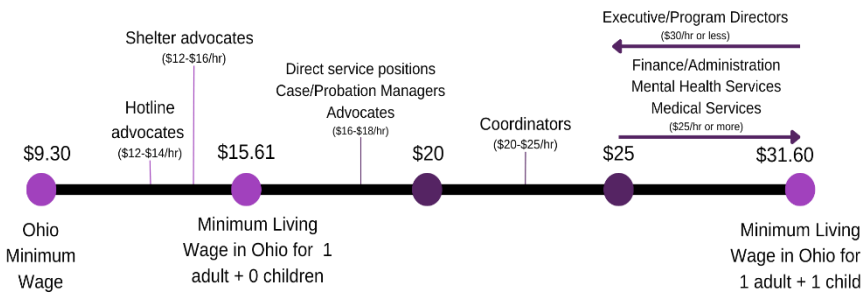 Executive/Program Directors
($30/hr or less)
Shelter advocates
($12-$16/hr)
Finance/Administration
Mental Health Services
Medical Services
($25/hr or more)
Direct service positions
Case/Probation Managers
Advocates
($16-$18/hr)
Hotline
advocates
($12-$14/hr)
Coordinators
($20-$25/hr)
$9.30
$15.61
$20
$25
$31.60
Ohio
Minimum
Wage
Minimum Living
Wage in Ohio for 1
adult + 0 children
Minimum Living
Wage in Ohio for
1 adult + 1 child